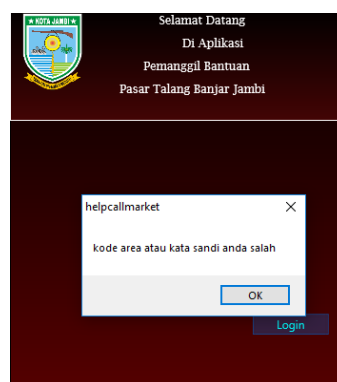 ★ KOTA JAMBI ★
Selamat Datang
Di Aplikasi
Pemanggil Bantuan
Pasar Talang Banjar Jambi
helpcallmarket
kode area atau kata sandi anda salah
OK
Login